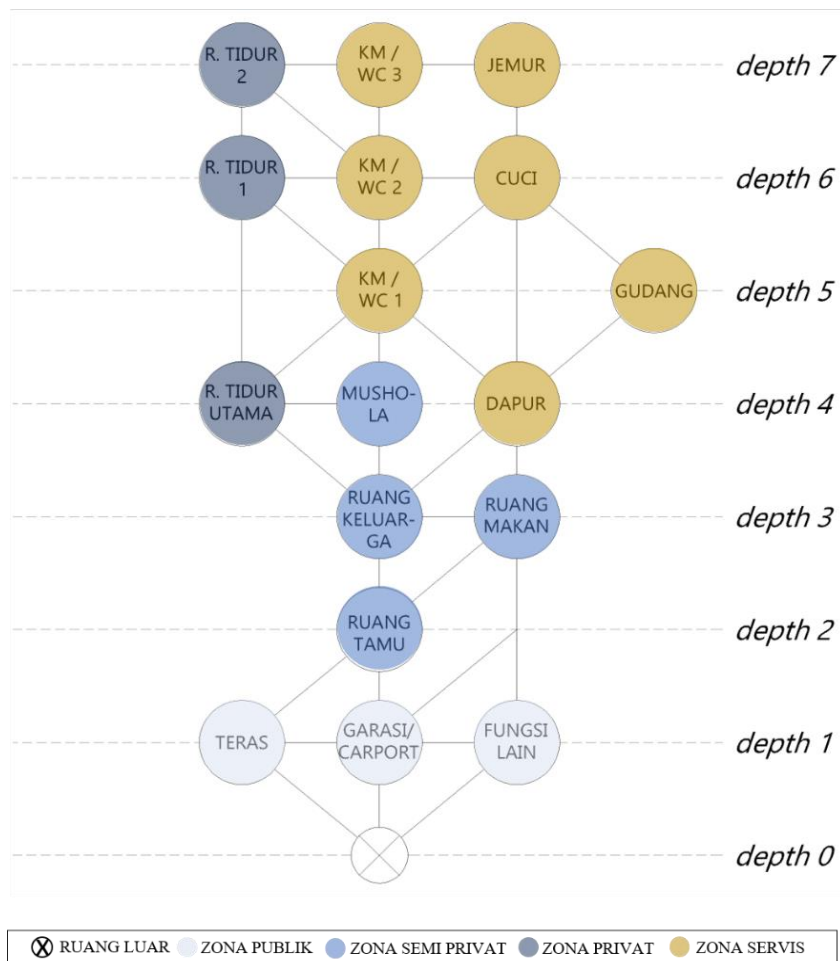 R. TIDUR
2
KM /
WC 3
JEMUR
depth 7
R. TIDUR
1
KM /
WC 2
CUCI
depth 6
KM /
WC 1
GUDANG
depth 5
R. TIDUR
UTAMA
MUSHO-
LA
DAPUR
depth 4
RUANG
KELUAR-
GA
RUANG
MAKAN
depth 3
RUANG
TAMU
depth 2
TERAS
GARASI/
CARPORT
FUNGSI
LAIN
depth 1
depth 0
RUANG LUAR ZONA PUBLIK ZONA SEMI PRIVAT ZONA PRIVAT ZONA SERVIS